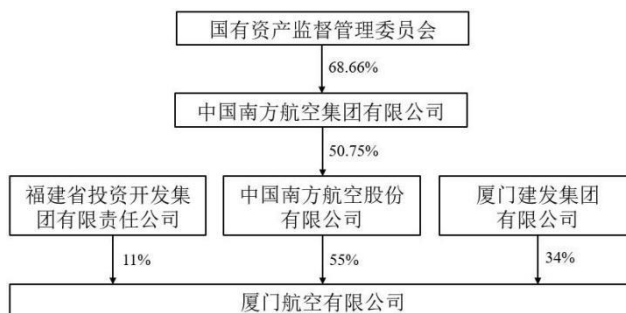 国有资产监督管理委员会
68.66%
中国南方航空集团有限公司
50.75%
福建省投资开发集
团有限责任公司
中国南方航空股份
有限公司
厦门建发集团
有限公司
11%
55%
34%
厦门航空有限公司